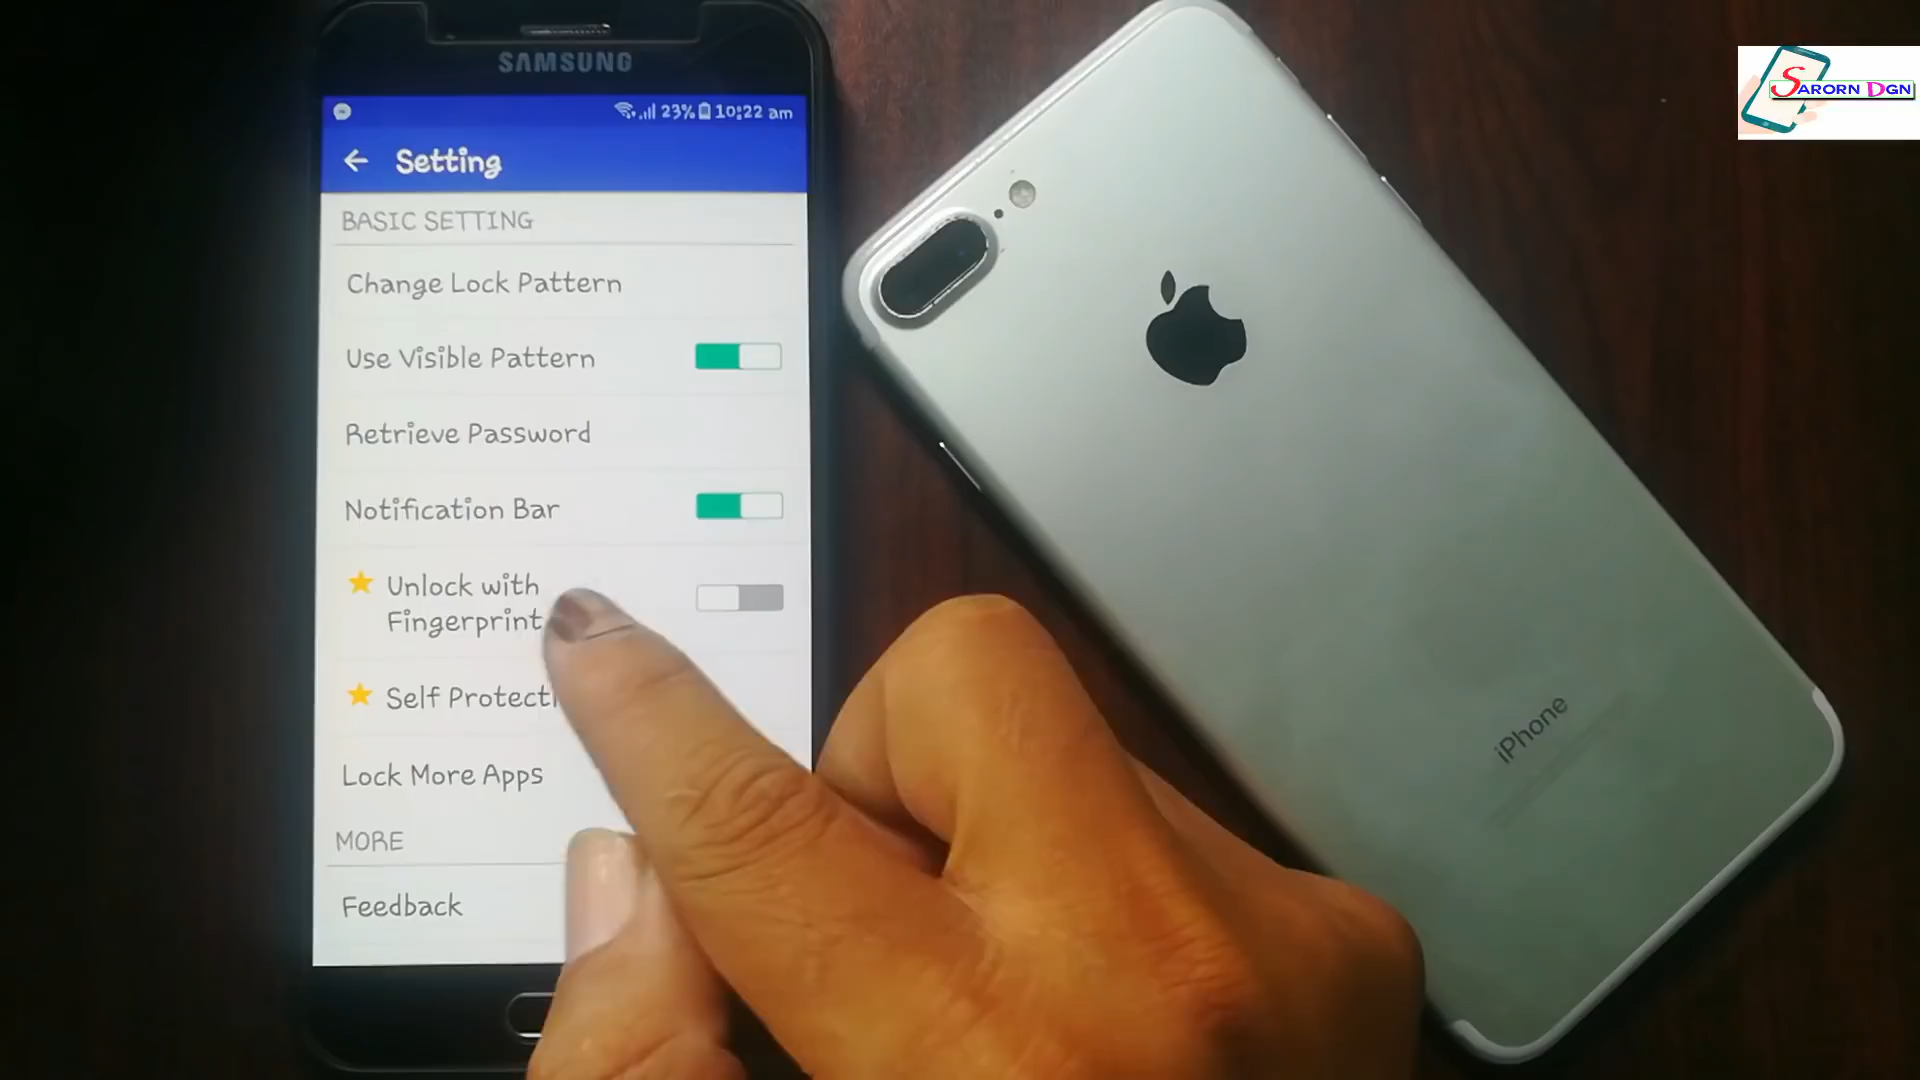 SAMSUNG
23% 10:22 am
Setting
BASIC SETTING
Change Lock Pattern
Use Visible Pattern
Retrieve Password
Notification Bar
Unlock with
Fingerprint
Self Protecti
Lock More Apps
MORE
Feedback
iPhone
SARORN DGN